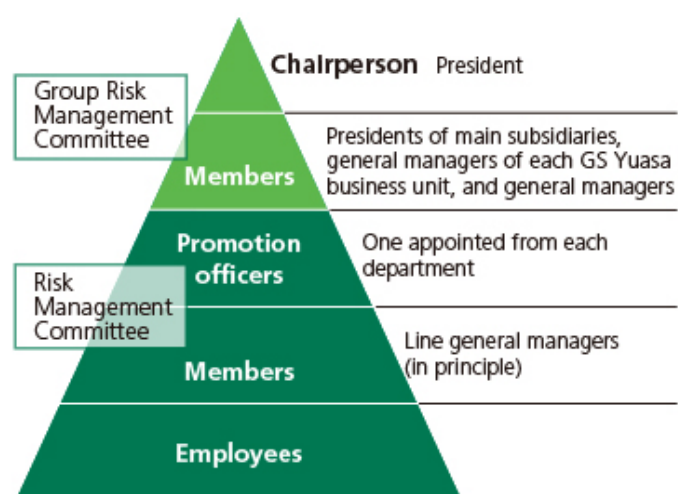 Chairperson President
Group Risk
Management
Committee
Members
Presidents of main subsidiaries,
general managers of each GS Yuasa
business unit, and general managers
Promotion
officers
One appointed from each
department
Risk
Management
Committee
Members
Line general managers
(in principle)
Employees